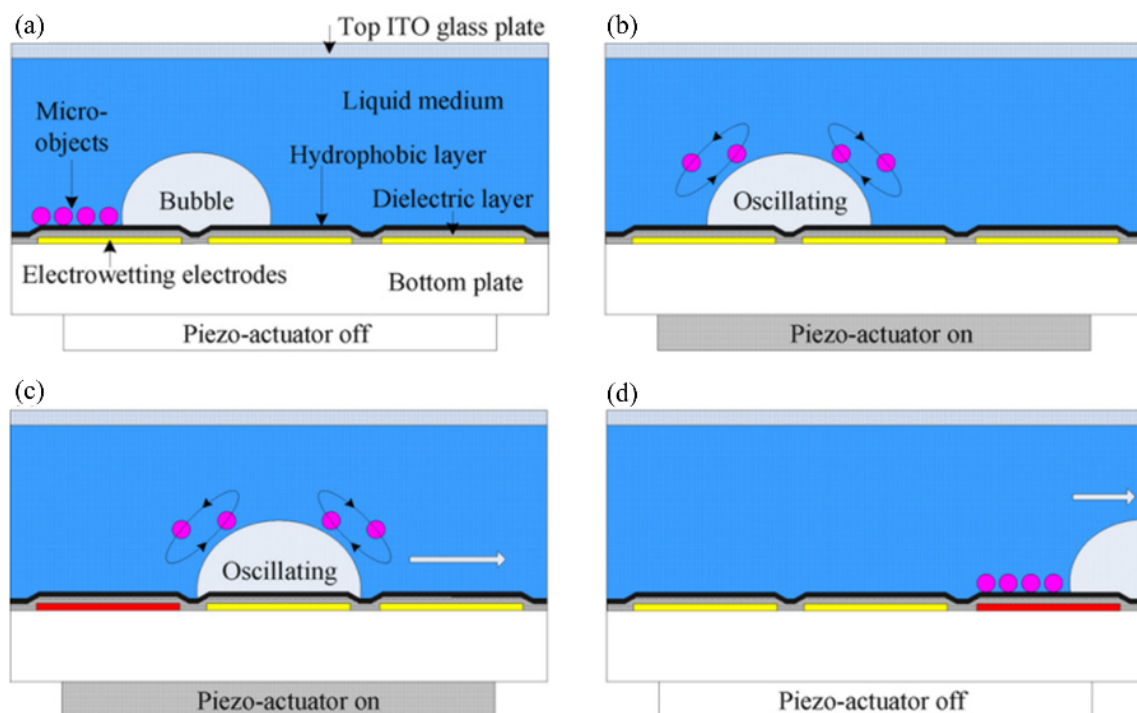 (a)
Top ITO glass plate
Micro-
objects
Liquid medium
Hydrophobic layer
Bubble
Dielectric layer
Electrowetting electrodes
Bottom plate
Piezo-actuator off
(b)
Oscillating
Piezo-actuator on
(c)
Oscillating
Piezo-actuator on
(d)
Piezo-actuator off